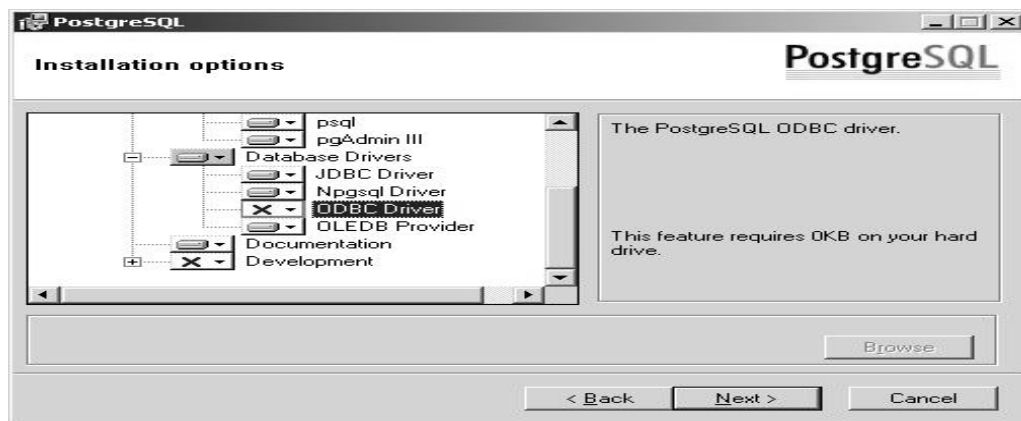 PostgreSQL
Installation options
PostgreSQL
psql
pgAdmin III
Database Drivers
JDBC Driver
Npgsql Driver
ODBC Driver
OLEDB Provider
Documentation
Development
The PostgreSQL ODBC driver.
This feature requires 0KB on your hard
drive.
Browse
< Back
Next >
Cancel